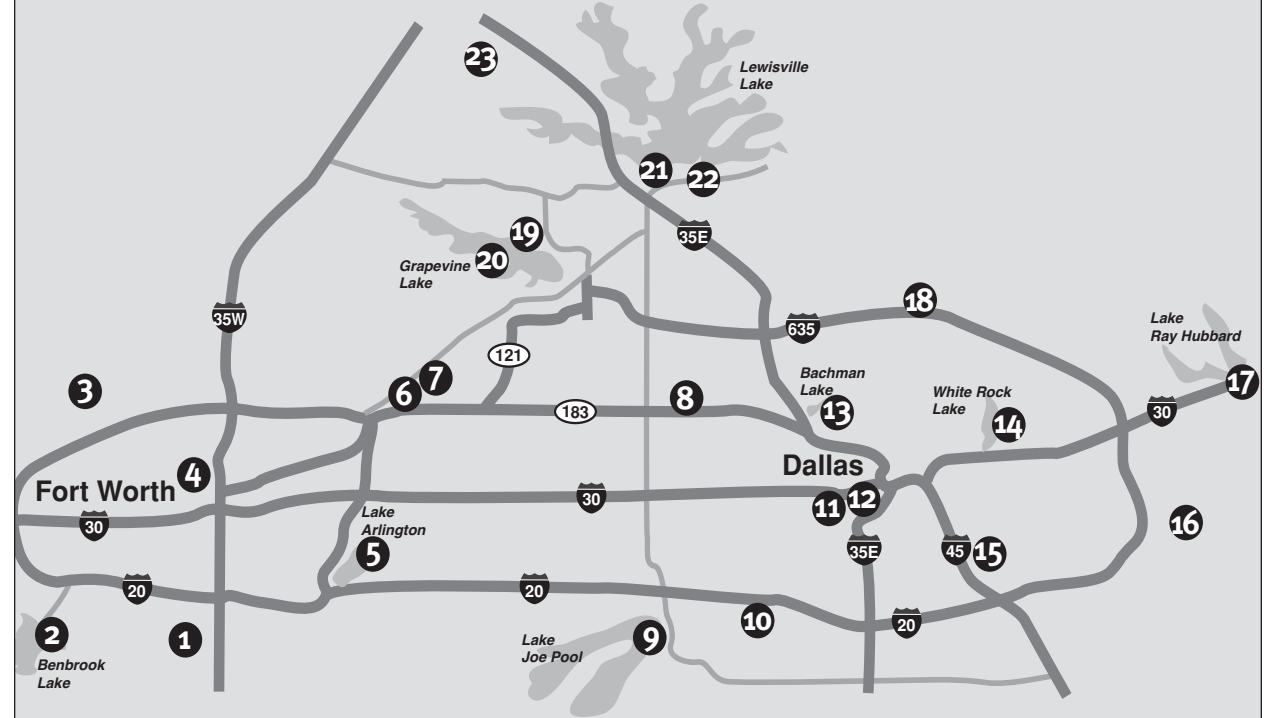 23
Lewisville
Lake
21
22
19
35E
20
Grapevine
Lake
18
35W
635
Lake
Ray Hubbard
121
3
7
6
Bachman
Lake
17
White Rock
Lake
8
183
13
30
14
Dallas
4
Fort Worth
30
30
11
12
Lake
Arlington
16
5
35E
45
15
20
20
2
1
10
20
9
Lake
Joe Pool
Benbrook
Lake